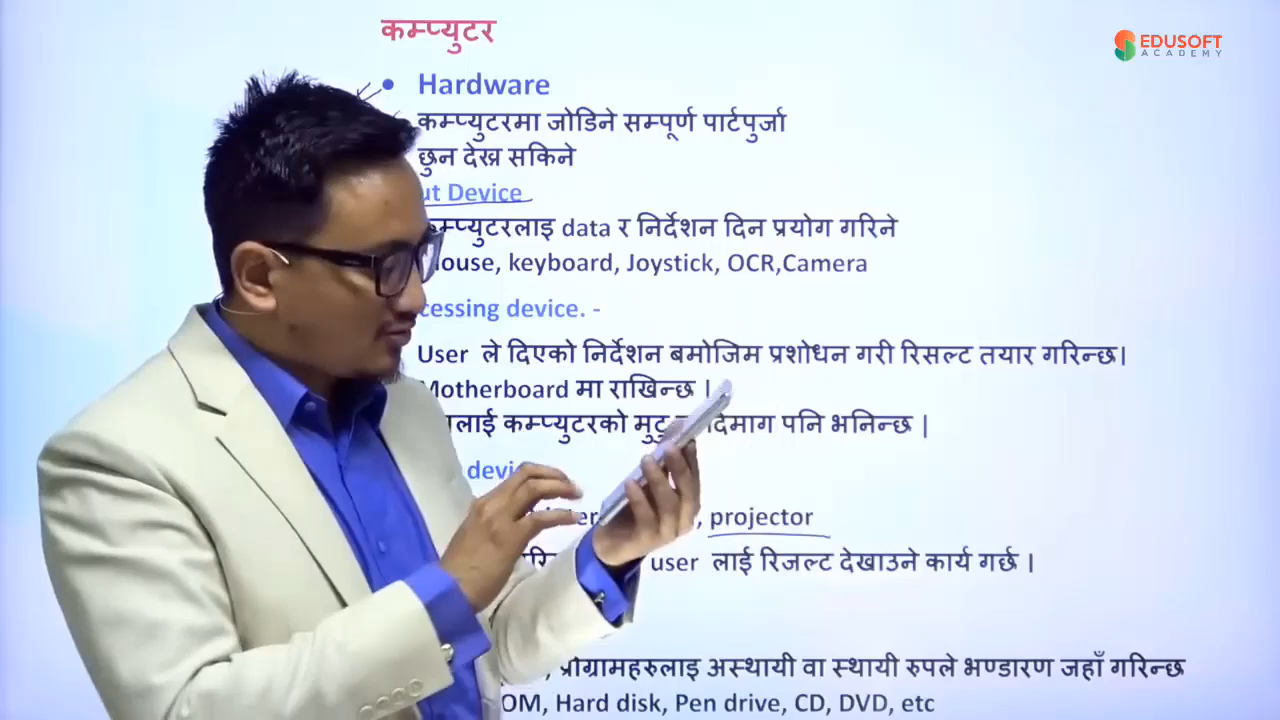 कम्प्युटर
EDUSOFT
ACADEMY
• Hardware
कम्प्युटरमा जोडिने सम्पूर्ण पार्टपुर्जा
छुन देख्न सकिने
ut Device
कम्प्युटरलाइ data र निर्देशन दिन प्रयोग गरिने
Mouse, keyboard, Joystick, OCR,Camera
cessing device. -
User ले दिएको निर्देशन बमोजिम प्रशोधन गरी रिसल्ट तयार गरिन्छ।
Motherboard मा राखिन्छ |
लाई कम्प्युटरको मुटु दिमाग पनि भनिन्छ |
devi
, projector
user लाई रिजल्ट देखाउने कार्य गर्छ |
, प्रोग्रामहरुलाइ अस्थायी वा स्थायी रुपले भण्डारण जहाँ गरिन्छ
OM, Hard disk, Pen drive, CD, DVD, etc